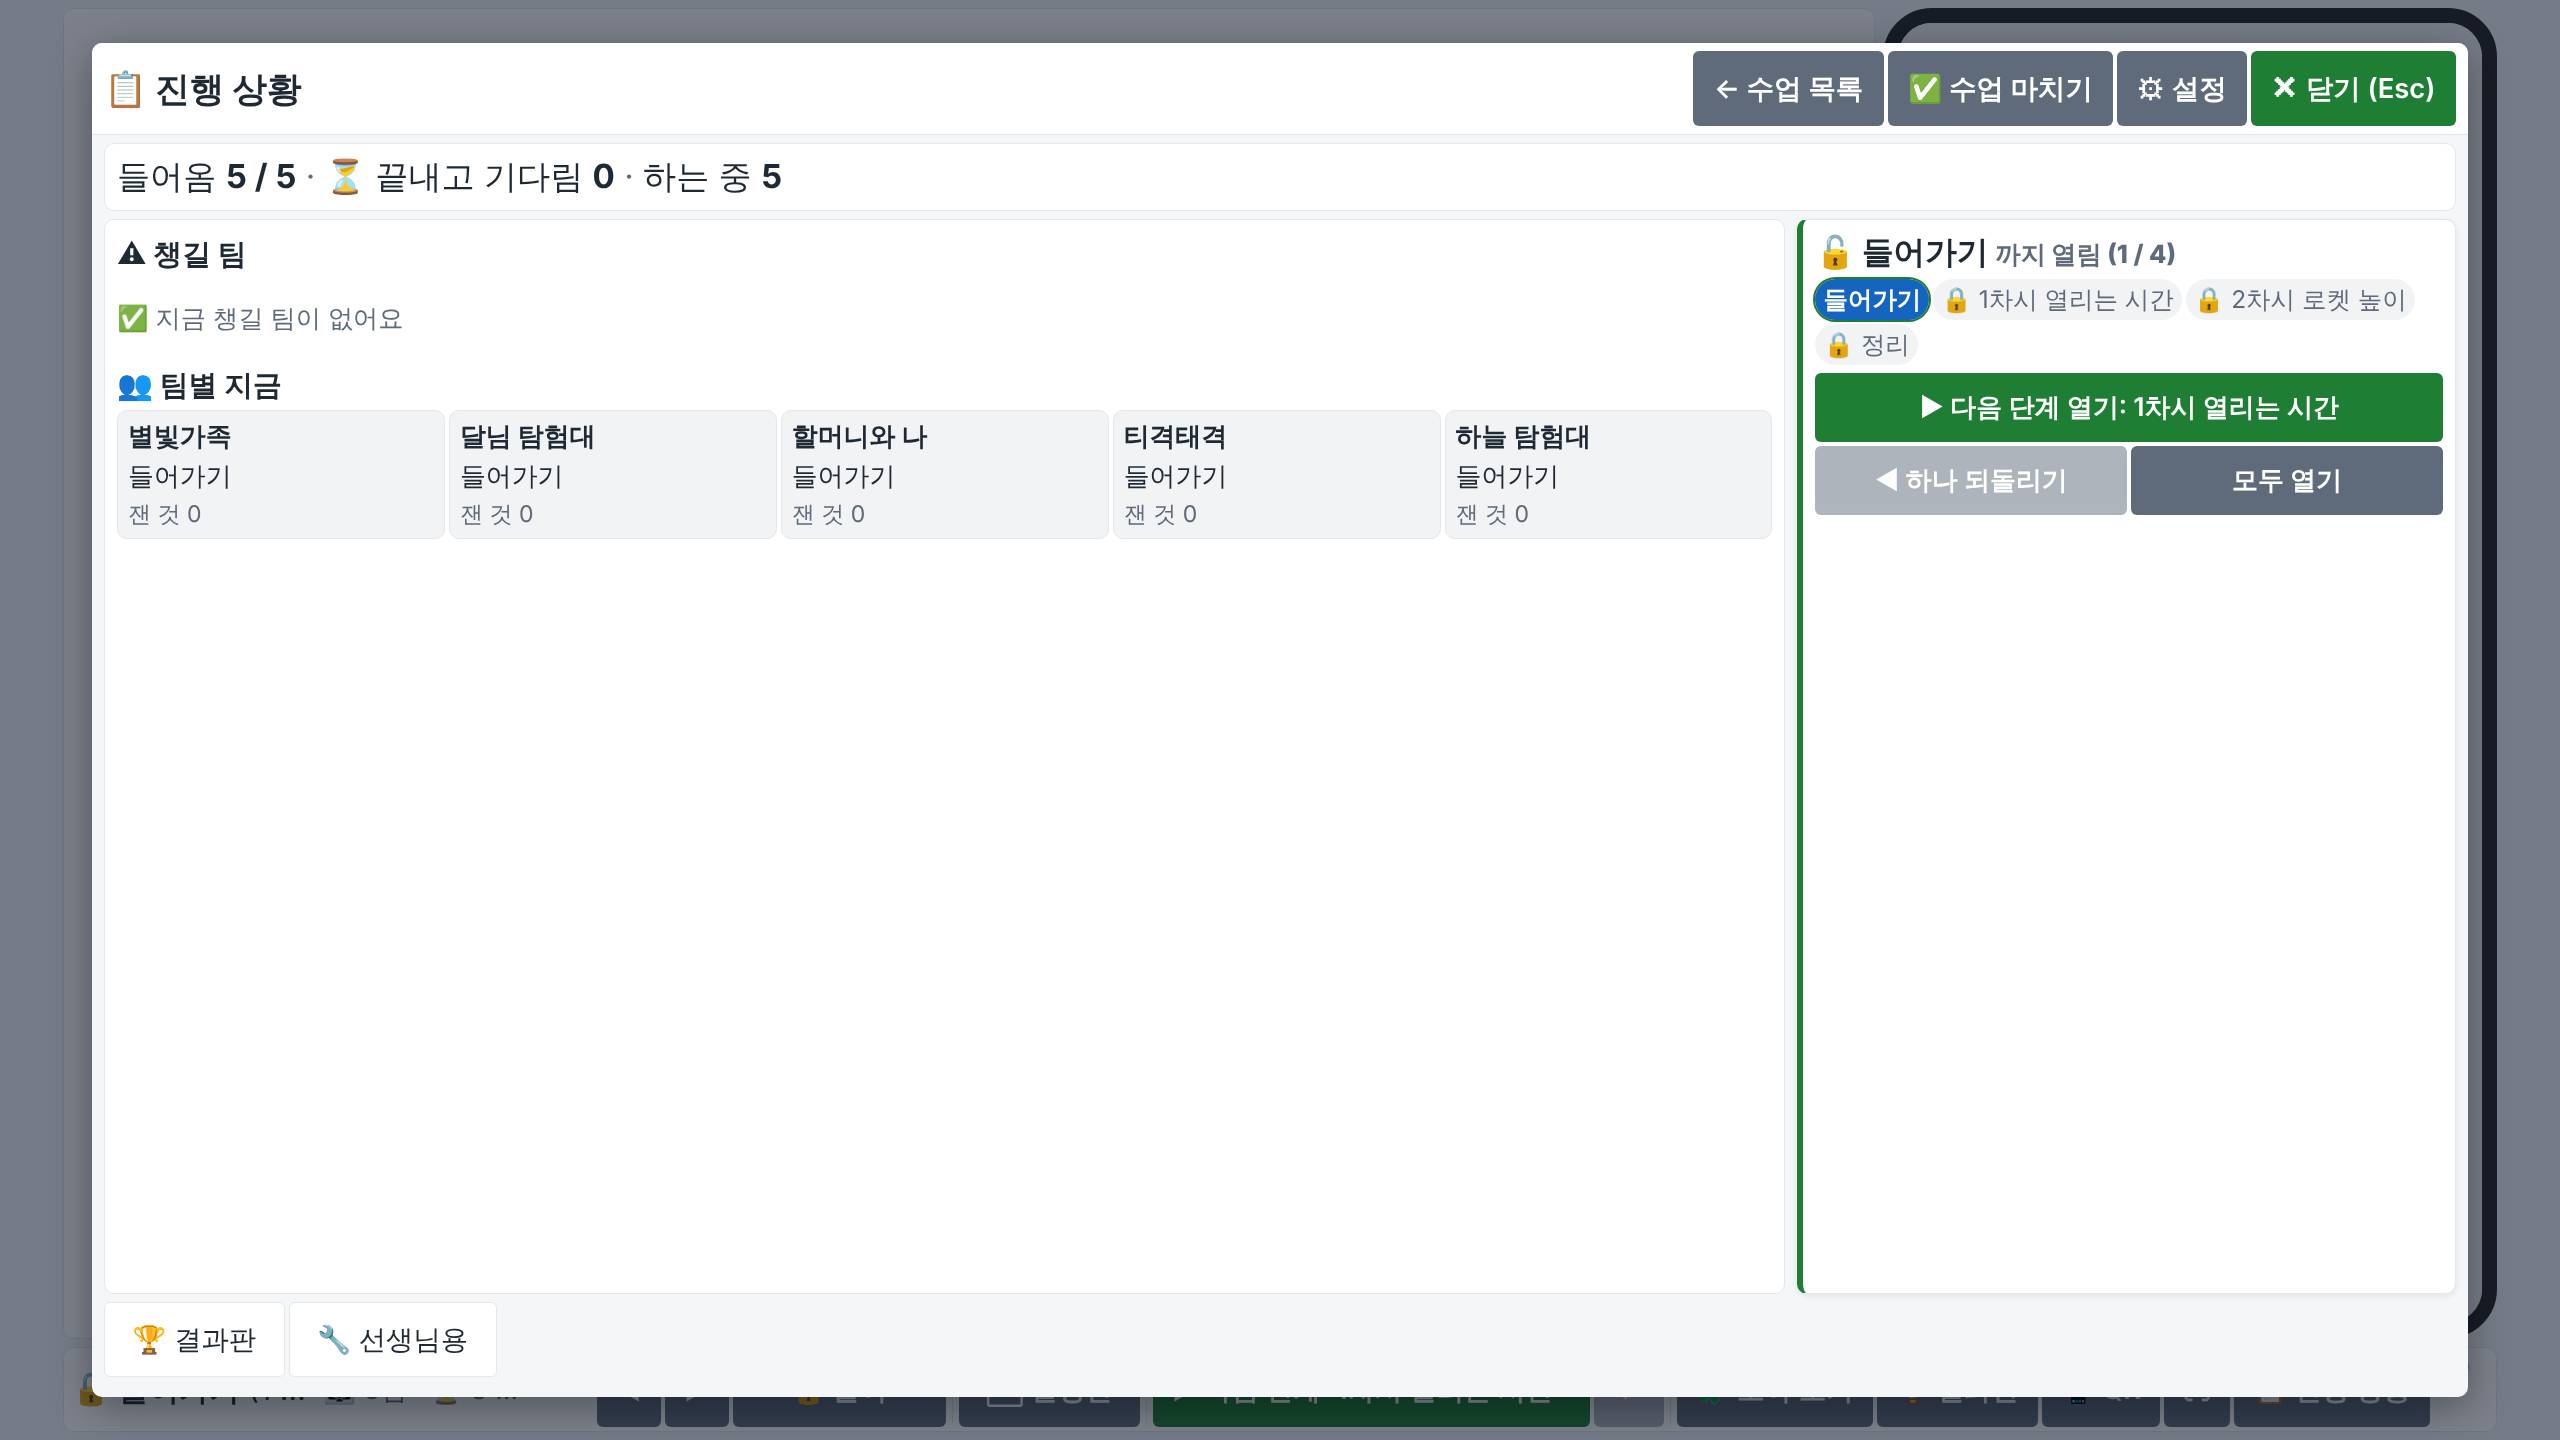 📋 진행 상황
← 수업 목록
✅ 수업 마치기
⚙ 설정
✖ 닫기 (Esc)
들어옴 5 / 5 · ⏳ 끝내고 기다림 0 · 하는 중 5
⚠ 챙길 팀
✅ 지금 챙길 팀이 없어요
👥 팀별 지금
별빛가족
들어가기
잰 것 0
달님 탐험대
들어가기
잰 것 0
할머니와 나
들어가기
잰 것 0
티격태격
들어가기
잰 것 0
하늘 탐험대
들어가기
잰 것 0
🔓 들어가기 까지 열림 (1 / 4)
들어가기 🔒 1차시 열리는 시간 🔒 2차시 로켓 높이
🔒 정리
▶ 다음 단계 열기: 1차시 열리는 시간
◀ 하나 되돌리기
모두 열기
🏆 결과판
🔧 선생님용